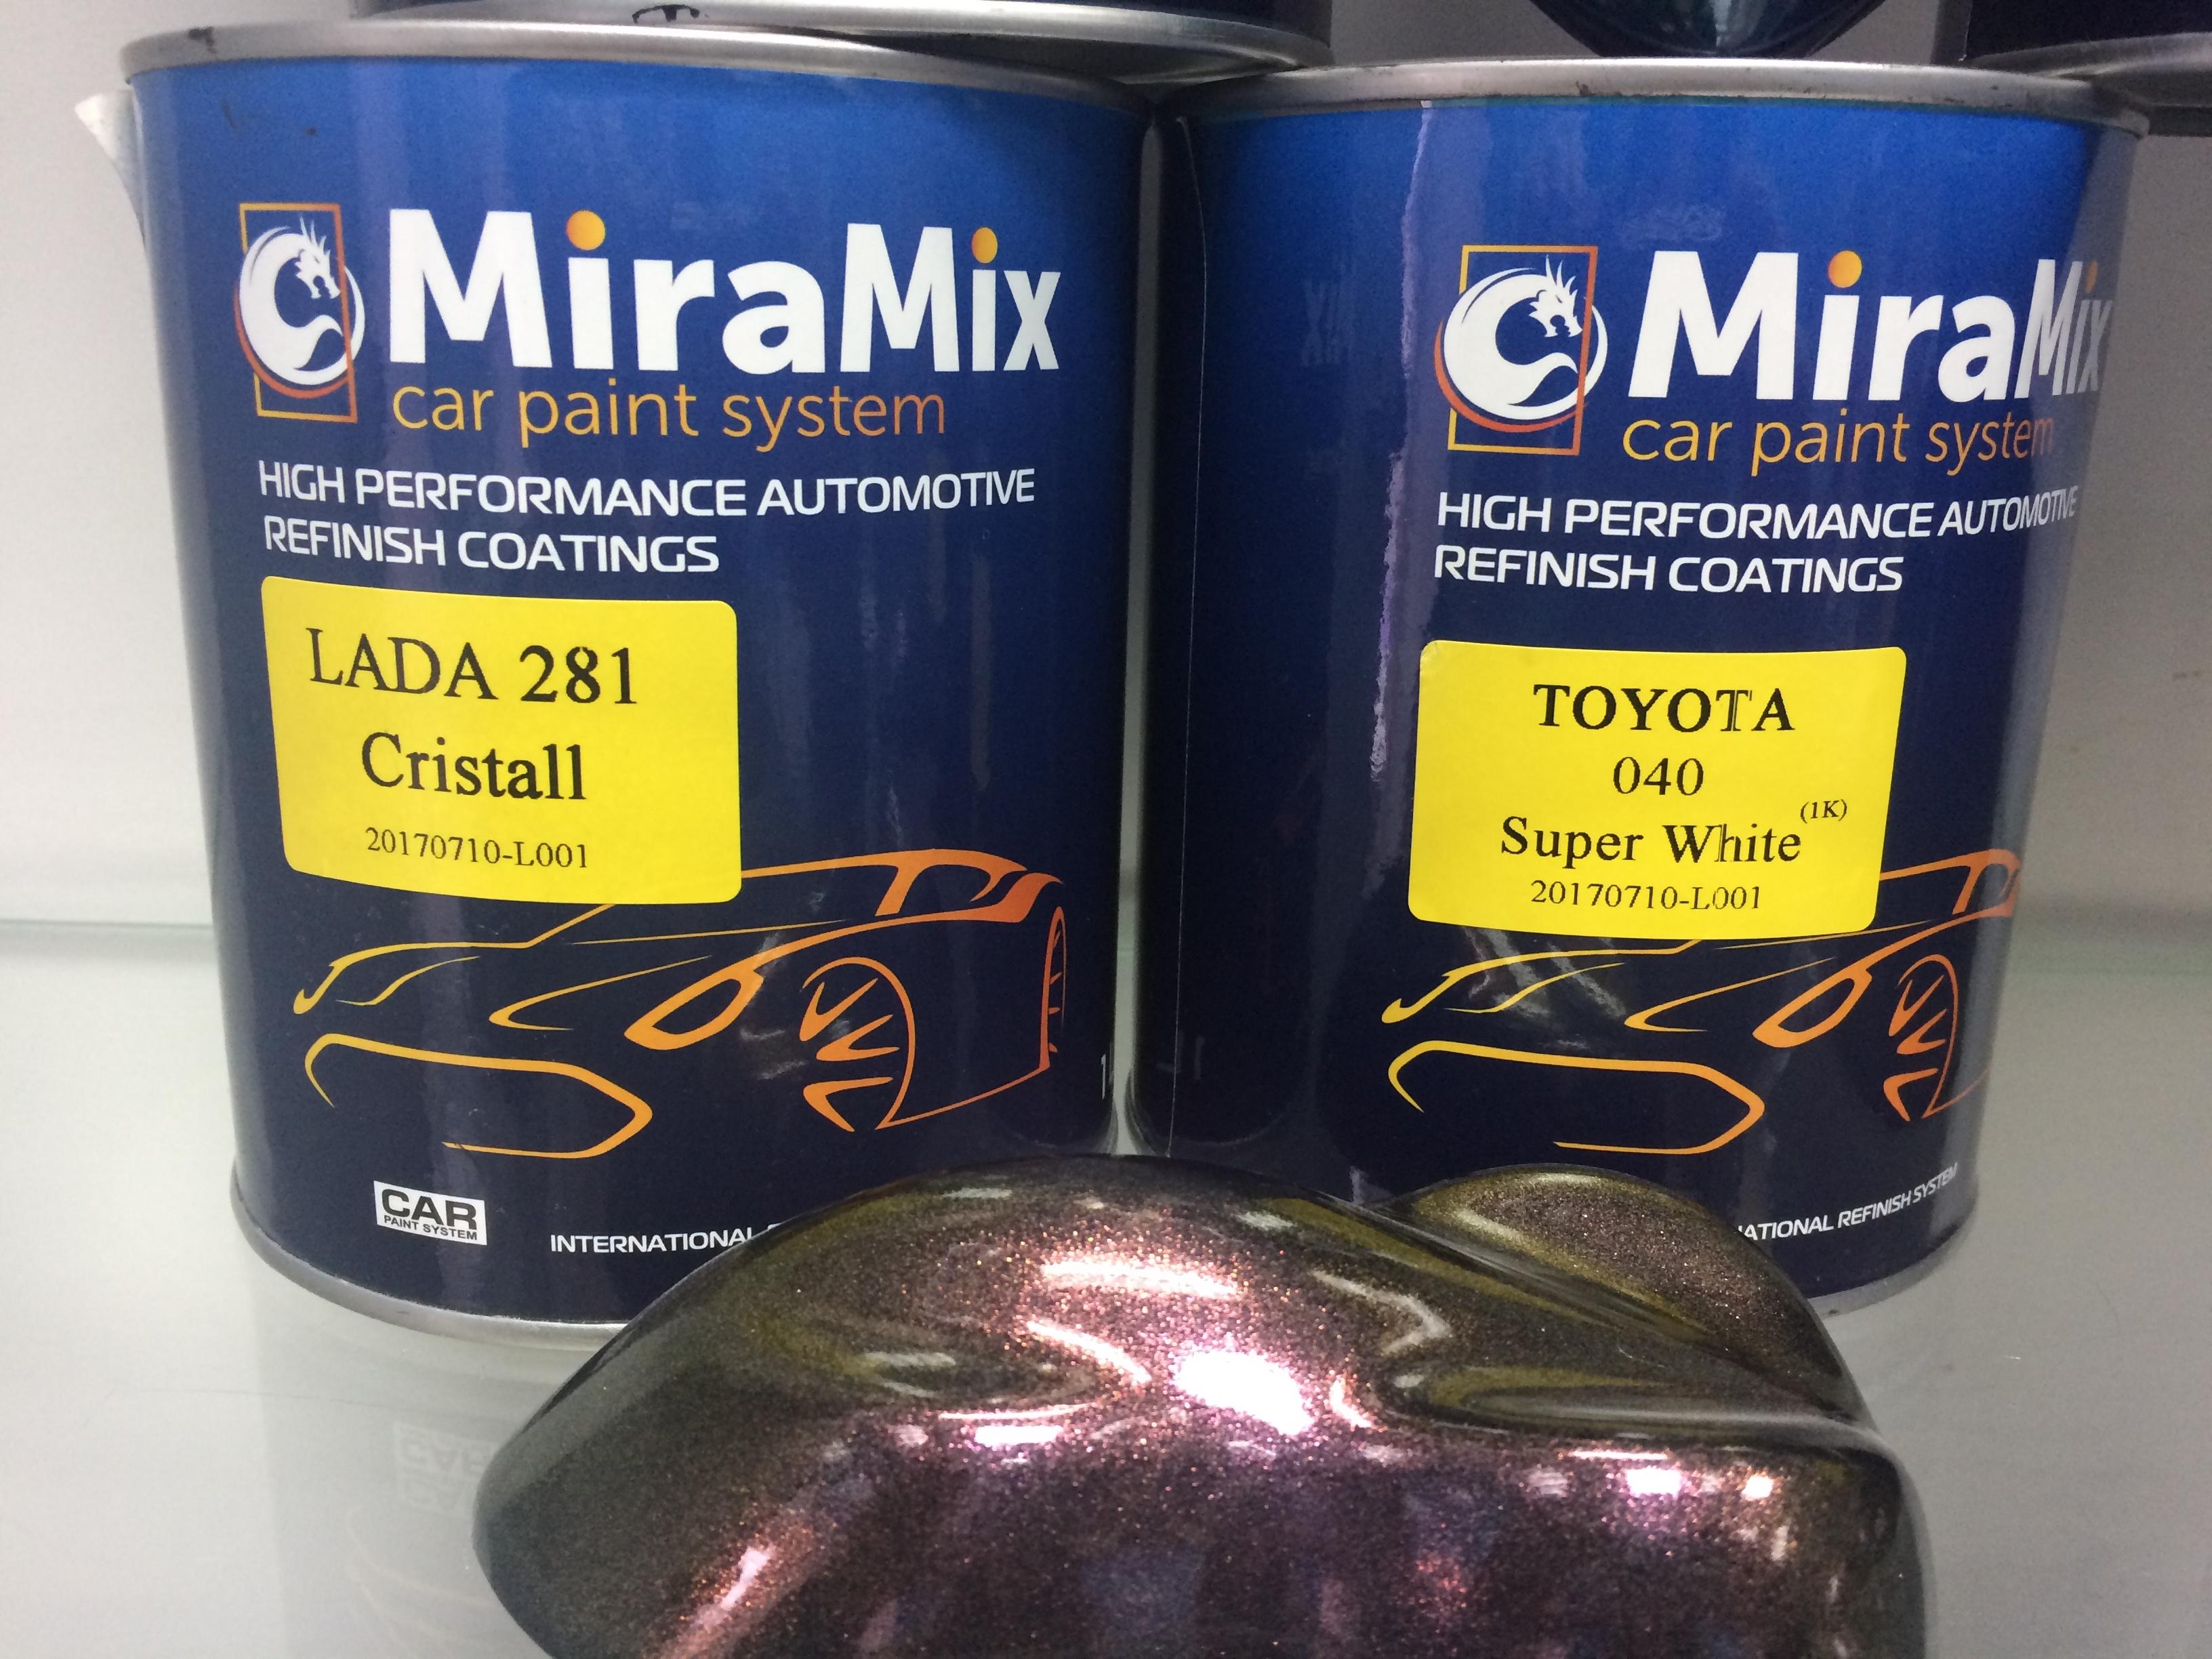 MiraMix
car paint system
HIGH PERFORMANCE AUTOMOTIVE
REFINISH COATINGS
LADA 281
Cristall
20170710-L001
CAR
PAINT SYSTEM
INTERNATIONAL
MiraMix
car paint system
HIGH PERFORMANCE AUTOMOTIVE
REFINISH COATINGS
TOYOTA
040
(1K)
Super White
20170710-L001
NATIONAL REFINISH SYSTEM